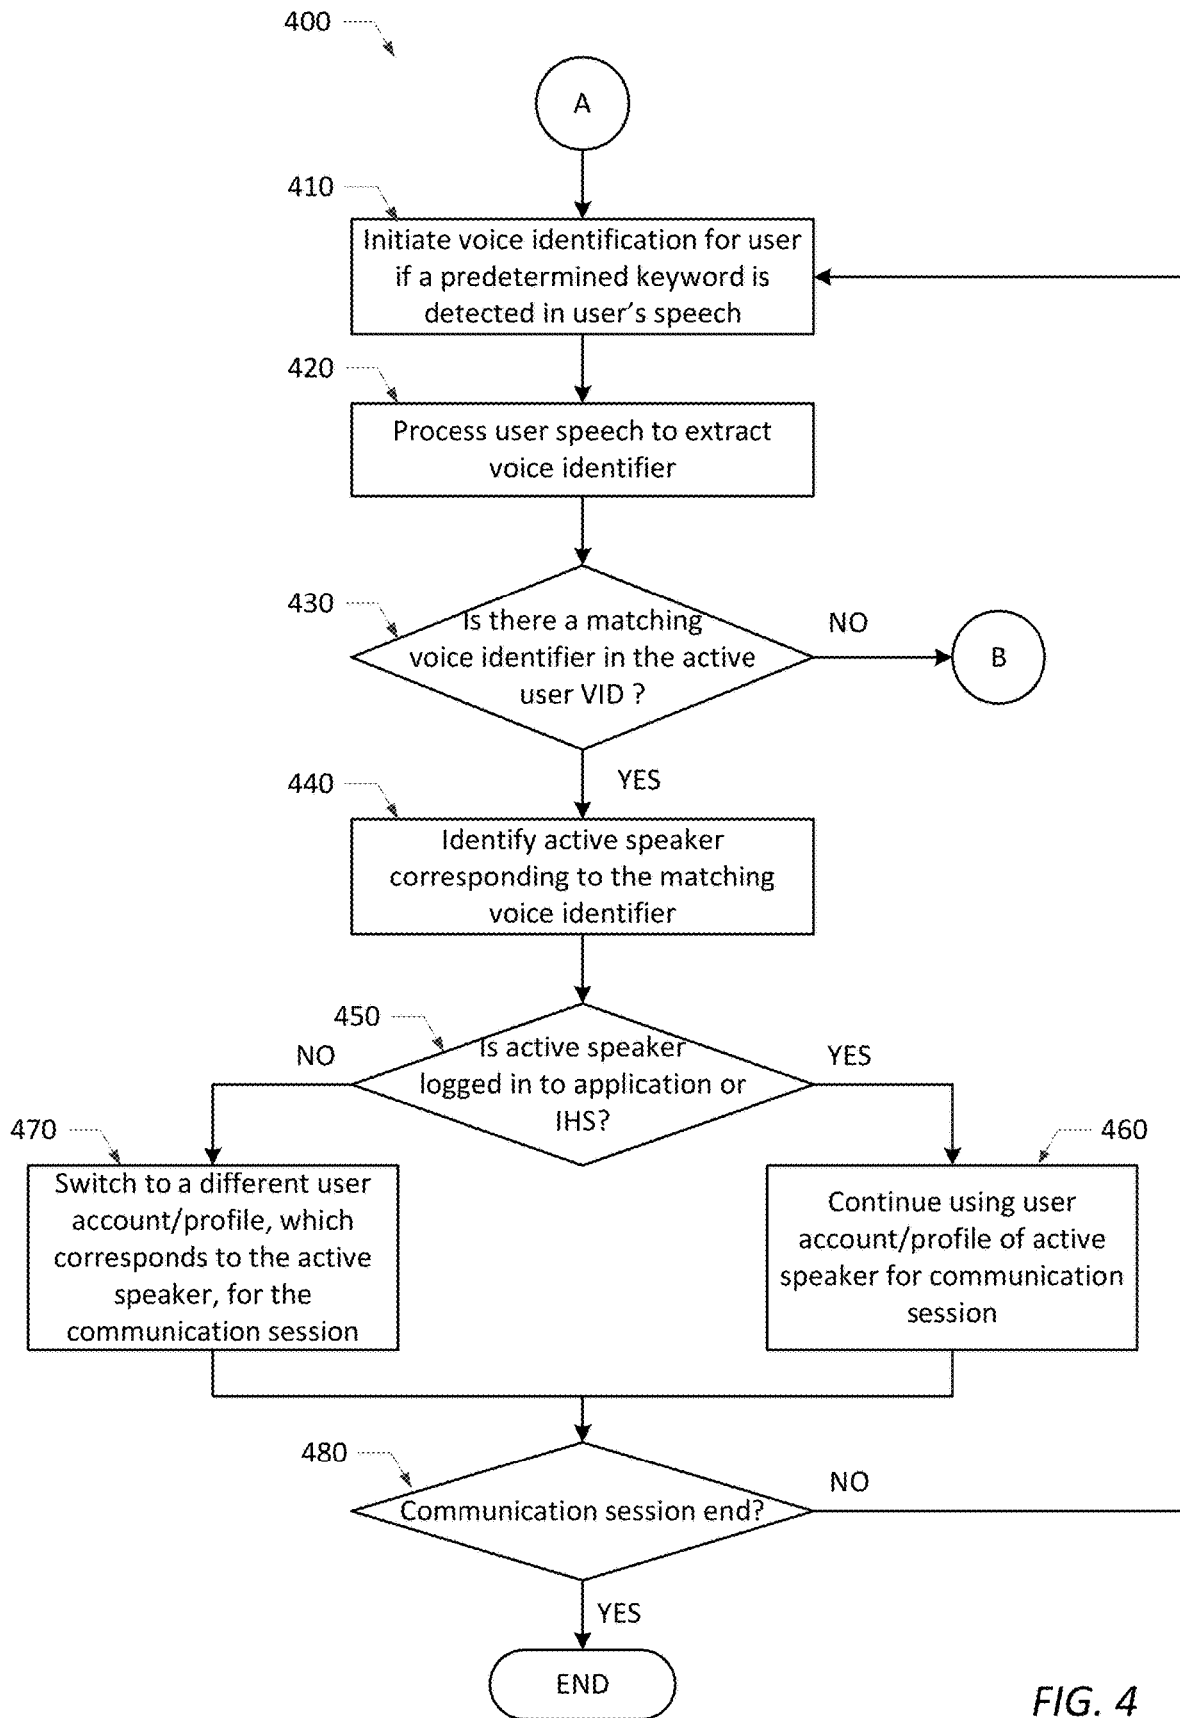 400
A
410
Initiate voice identification for user
if a predetermined keyword is
detected in user's speech
420
Process user speech to extract
voice identifier
430
Is there a matching
voice identifier in the active
user VID ?
NO
B
YES
440
Identify active speaker
corresponding to the matching
voice identifier
450
Is active speaker
logged in to application or
IHS?
NO
YES
470
Switch to a different user
account/profile, which
corresponds to the active
speaker, for the
communication session
460
Continue using user
account/profile of active
speaker for communication
session
480
Communication session end?
NO
YES
END
FIG. 4